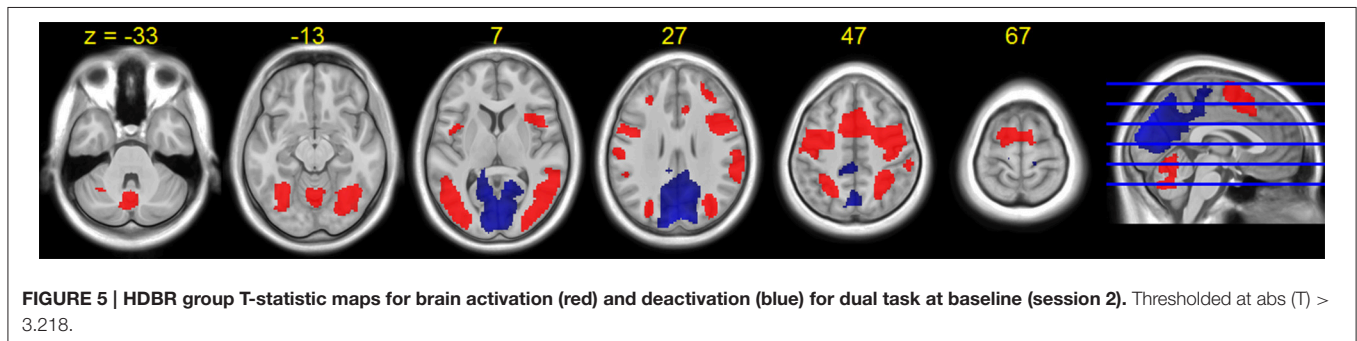 z = -33 -13 7 27 47 67
FIGURE 5 | HDBR group T-statistic maps for brain activation (red) and deactivation (blue) for dual task at baseline (session 2). Thresholded at abs (T) >
3.218.